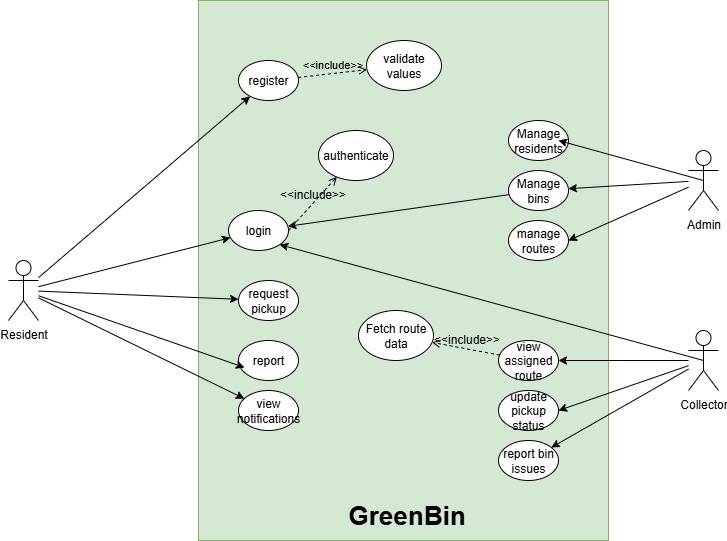 register
<<include>>
validate
values
authenticate
<<include>>
login
Manage
residents
Manage
bins
manage
routes
Admin
Resident
request
pickup
report
view
notifications
Fetch route
data
<<include>>
view
assigned
route
update
pickup
status
report bin
issues
Collector
GreenBin